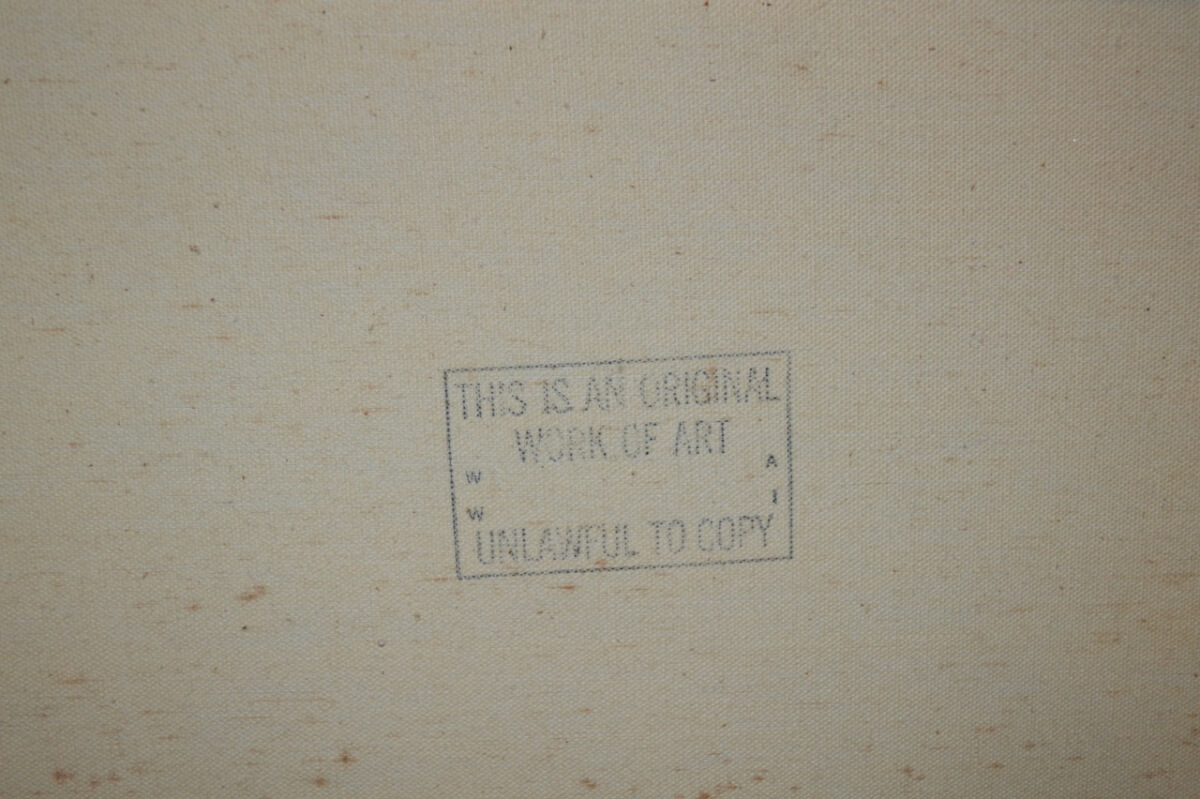 THIS IS AN ORIGINAL
WORK OF ART
W A
W I
UNLAWFUL TO COPY